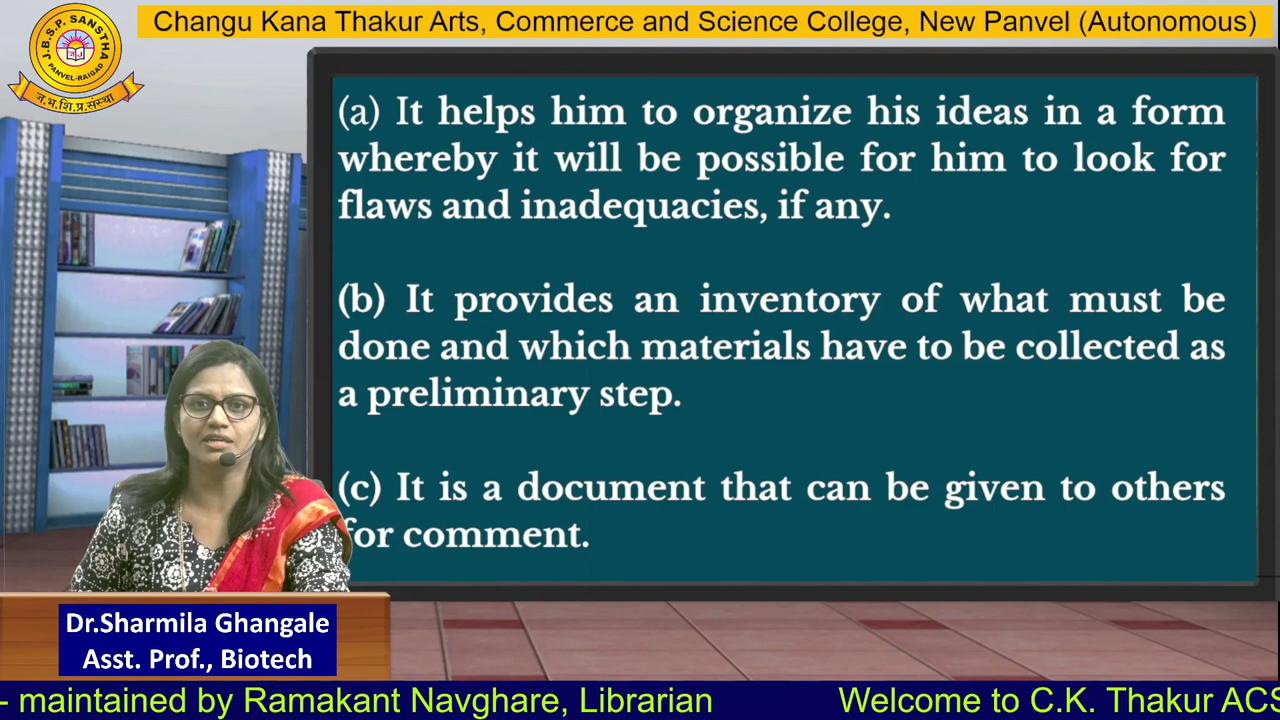 Changu Kana Thakur Arts, Commerce and Science College, New Panvel (Autonomous)
J.B.S.P. SANSTHA
PANVEL-RAIGAD
ज.भ.शि.प्र.संस्था
(a) It helps him to organize his ideas in a form
whereby it will be possible for him to look for
flaws and inadequacies, if any.
(b) It provides an inventory of what must be
done and which materials have to be collected as
a preliminary step.
(c) It is a document that can be given to others
for comment.
Dr.Sharmila Ghangale
Asst. Prof., Biotech
- maintained by Ramakant Navghare, Librarian Welcome to C.K. Thakur ACS